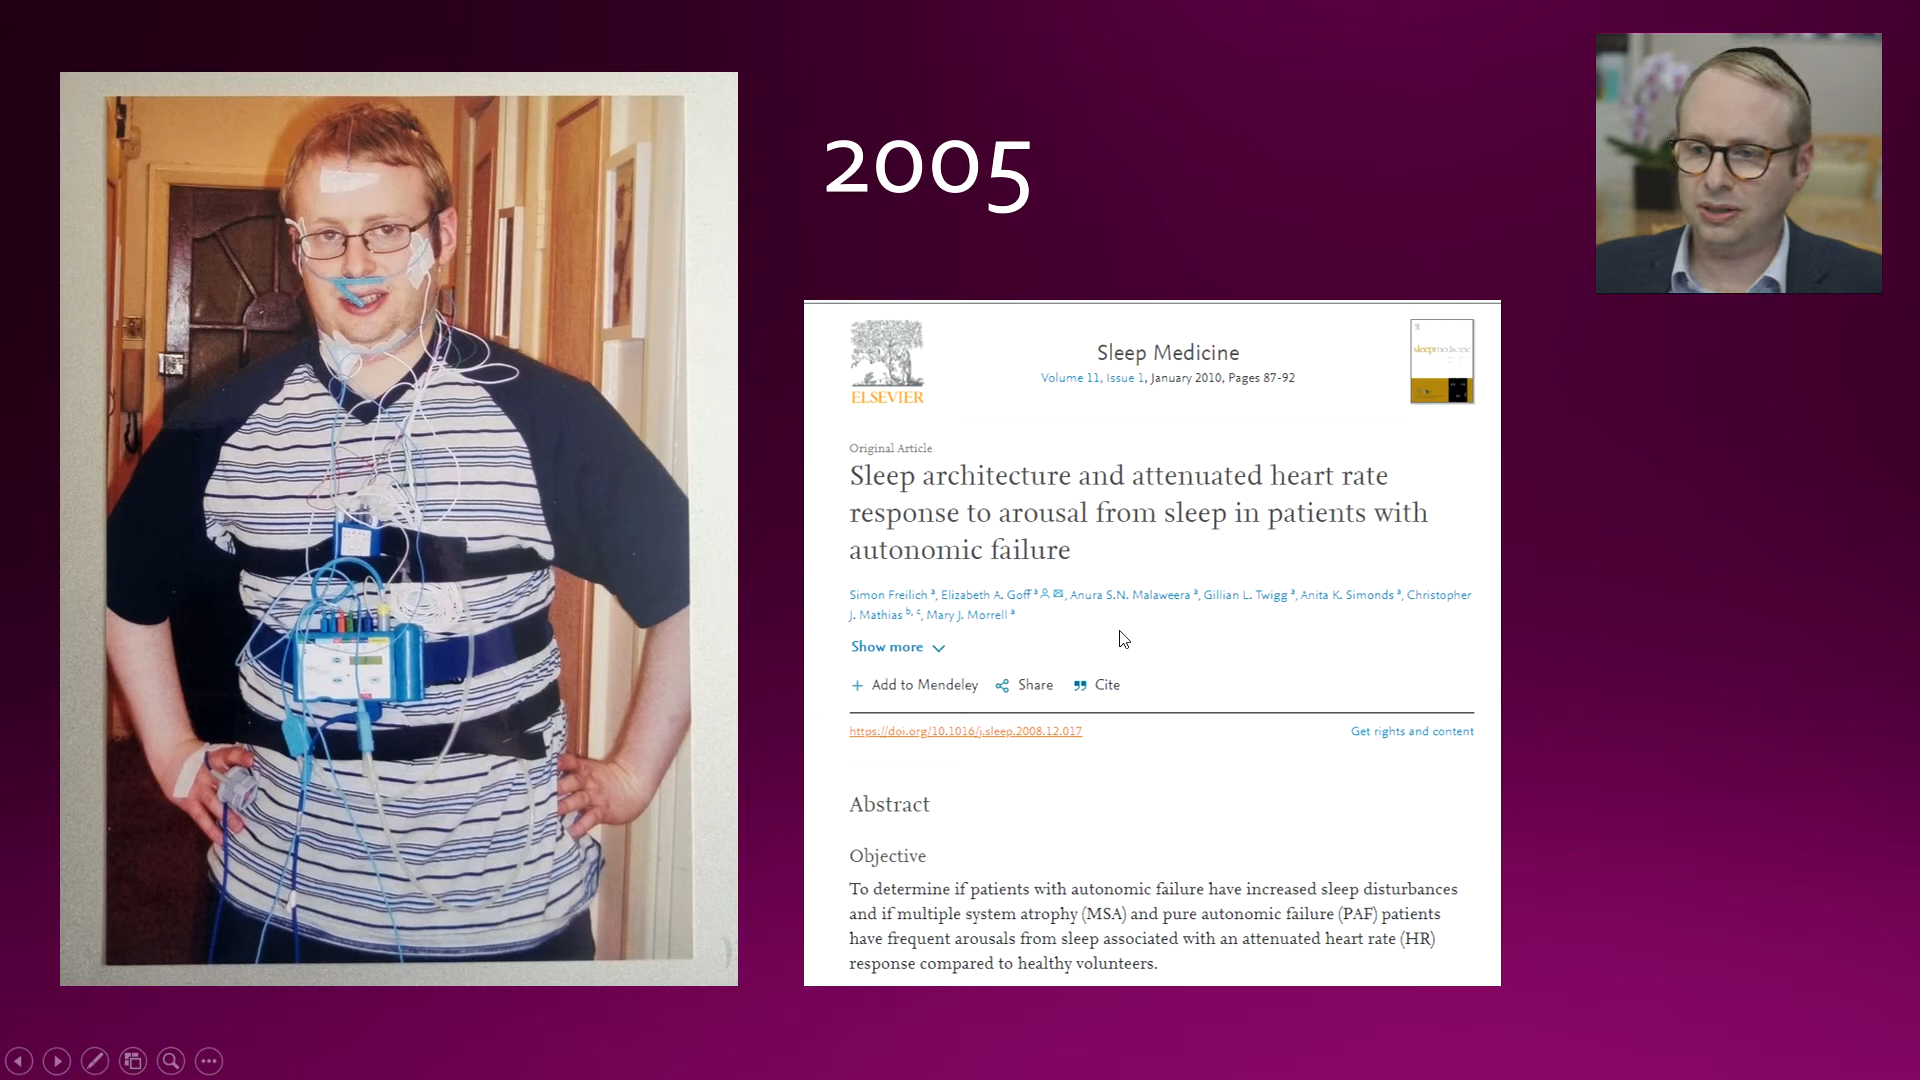 2005
ELSEVIER
Sleep Medicine
Volume 11, Issue 1, January 2010, Pages 87-92
sleepmedicine
Original Article
Sleep architecture and attenuated heart rate
response to arousal from sleep in patients with
autonomic failure
Simon Freilich a, Elizabeth A. Goff a, Anura S.N. Malaweera a, Gillian L. Twigg a, Anita K. Simonds a, Christopher
J. Mathias b, c, Mary J. Morrell a
Show more
Add to Mendeley Share Cite
https://doi.org/10.1016/j.sleep.2008.12.017 Get rights and content
Abstract
Objective
To determine if patients with autonomic failure have increased sleep disturbances
and if multiple system atrophy (MSA) and pure autonomic failure (PAF) patients
have frequent arousals from sleep associated with an attenuated heart rate (HR)
response compared to healthy volunteers.